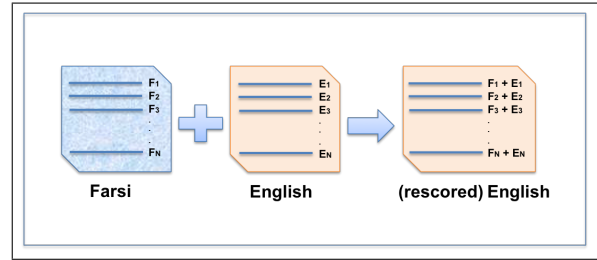 F1
F2
F3
.
.
.
FN
Farsi
E1
E2
E3
.
.
.
EN
English
F1 + E1
F2 + E2
F3 + E3
.
.
.
FN + EN
(rescored) English